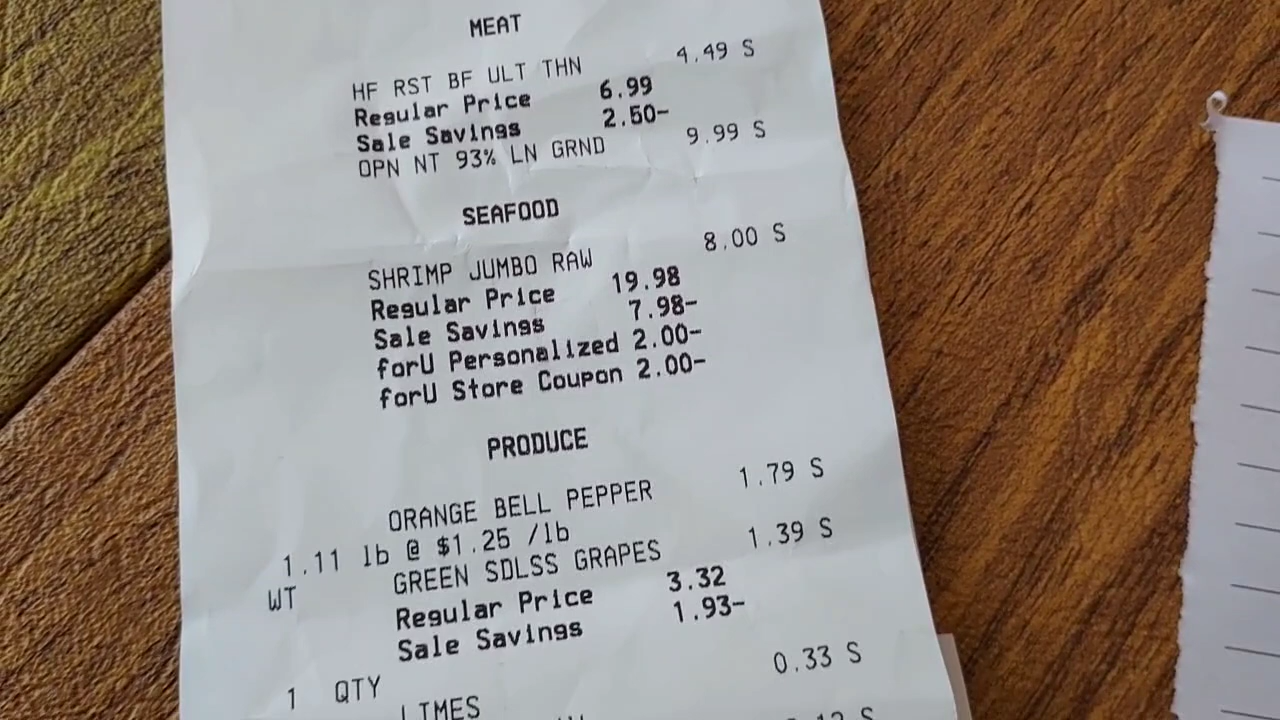 MEAT
HF RST BF ULT THN 4.49 S
Regular Price 6.99
Sale Savings 2.50-
OPN NT 93% LN GRND 9.99 S
SEAFOOD
SHRIMP JUMBO RAW 8.00 S
Regular Price 19.98
Sale Savings 7.98-
forU Personalized 2.00-
forU Store Coupon 2.00-
PRODUCE
ORANGE BELL PEPPER 1.79 S
1.11 lb @ $1.25 /lb
WT GREEN SDLSS GRAPES 1.39 S
Regular Price 3.32
Sale Savings 1.93-
1 QTY
LIMES 0.33 S
S